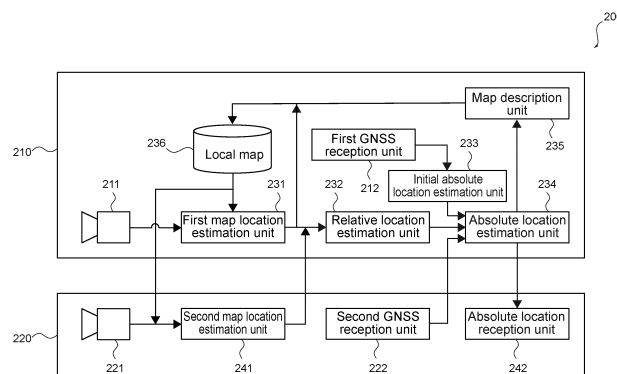 20
Map description
unit
235
236
Local map
First GNSS
reception unit
212
233
Initial absolute
location estimation unit
210
211
231
232
234
First map location
estimation unit
Relative location
estimation unit
Absolute location
estimation unit
Second map location
estimation unit
Second GNSS
reception unit
Absolute location
reception unit
220
221
241
222
242